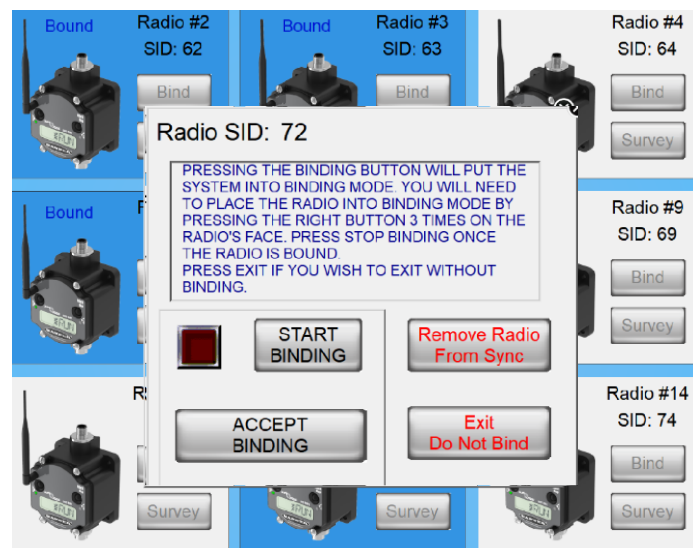 Bound
Radio #2
SID: 62
Bind
Bound
Radio #3
SID: 63
Bind
Radio #4
SID: 64
Bind
Survey
Radio SID: 72
PRESSING THE BINDING BUTTON WILL PUT THE
SYSTEM INTO BINDING MODE. YOU WILL NEED
TO PLACE THE RADIO INTO BINDING MODE BY
PRESSING THE RIGHT BUTTON 3 TIMES ON THE
RADIO'S FACE. PRESS STOP BINDING ONCE
THE RADIO IS BOUND.
PRESS EXIT IF YOU WISH TO EXIT WITHOUT
BINDING.
START
BINDING
Remove Radio
From Sync
ACCEPT
BINDING
Exit
Do Not Bind
Bound
Radio #9
SID: 69
Bind
Survey
Radio #14
SID: 74
Bind
Survey
Survey
Survey